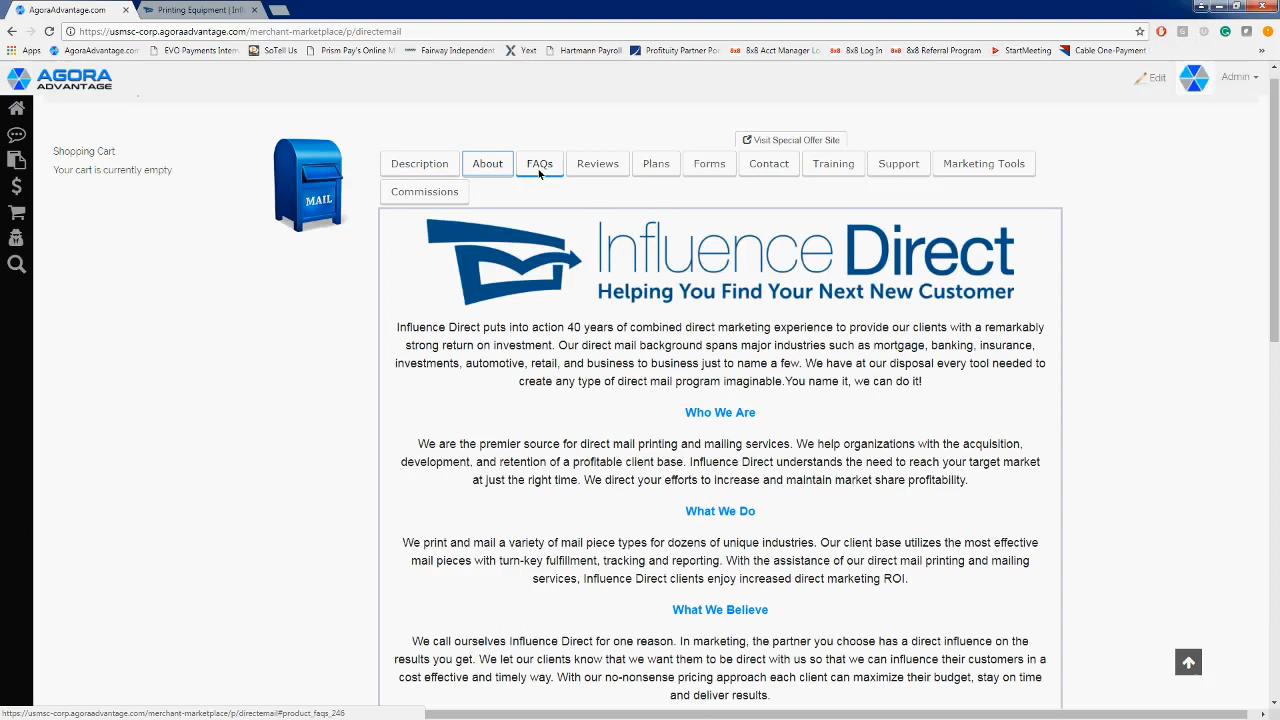 AgoraAdvantage.com
Printing Equipment | Infl
https://usmsc-corp.agoraadvantage.com/merchant-marketplace/p/directemail
Apps AgoraAdvantage.com EVO Payments Intern SoTell Us Prism Pay's Online M Fairway Independent Yext Hartmann Payroll Profituity Partner 8x8 Acct Manager Lo 8x8 Log In 8x8 Referral Program StartMeeting Cable One-Payment
AGORA
ADVANTAGE
Edit
Admin
Shopping Cart
Your cart is currently empty
MAIL
Visit Special Offer Site
Description About FAQs Reviews Plans Forms Contact Training Support Marketing Tools
Commissions
Influence Direct
Helping You Find Your Next New Customer
Influence Direct puts into action 40 years of combined direct marketing experience to provide our clients with a remarkably
strong return on investment. Our direct mail background spans major industries such as mortgage, banking, insurance,
investments, automotive, retail, and business to business just to name a few. We have at our disposal every tool needed to
create any type of direct mail program imaginable.You name it, we can do it!
Who We Are
We are the premier source for direct mail printing and mailing services. We help organizations with the acquisition,
development, and retention of a profitable client base. Influence Direct understands the need to reach your target market
at just the right time. We direct your efforts to increase and maintain market share profitability.
What We Do
We print and mail a variety of mail piece types for dozens of unique industries. Our client base utilizes the most effective
mail pieces with turn-key fulfillment, tracking and reporting. With the assistance of our direct mail printing and mailing
services, Influence Direct clients enjoy increased direct marketing ROI.
What We Believe
We call ourselves Influence Direct for one reason. In marketing, the partner you choose has a direct influence on the
results you get. We let our clients know that we want them to be direct with us so that we can influence their customers in a
cost effective and timely way. With our no-nonsense pricing approach each client can maximize their budget, stay on time
and deliver results.
https://usmsc-corp.agoraadvantage.com/merchant-marketplace/p/directemail#product_faqs_246